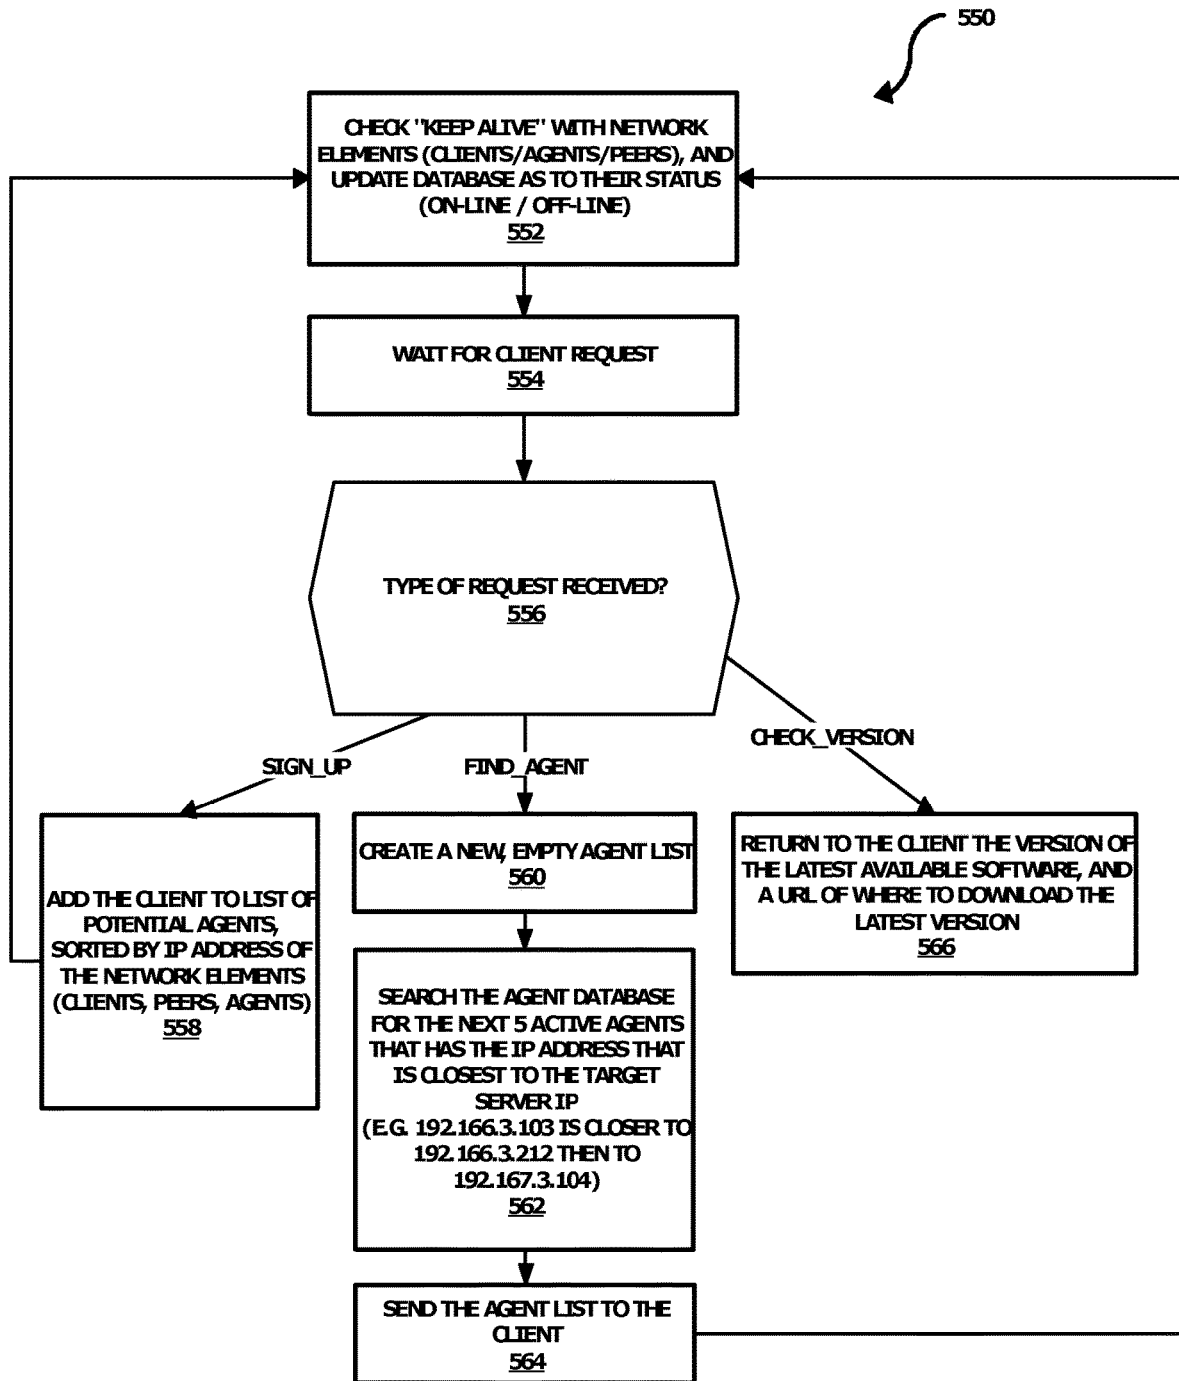 550
CHECK "KEEP ALIVE" WITH NETWORK
ELEMENTS (CLIENTS/AGENTS/PEERS), AND
UPDATE DATABASE AS TO THEIR STATUS
(ON-LINE / OFF-LINE)
552
WAIT FOR CLIENT REQUEST
554
TYPE OF REQUEST RECEIVED?
556
SIGN_UP
FIND_AGENT
CHECK_VERSION
ADD THE CLIENT TO LIST OF
POTENTIAL AGENTS,
SORTED BY IP ADDRESS OF
THE NETWORK ELEMENTS
(CLIENTS, PEERS, AGENTS)
558
CREATE A NEW, EMPTY AGENT LIST
560
RETURN TO THE CLIENT THE VERSION OF
THE LATEST AVAILABLE SOFTWARE, AND
A URL OF WHERE TO DOWNLOAD THE
LATEST VERSION
566
SEARCH THE AGENT DATABASE
FOR THE NEXT 5 ACTIVE AGENTS
THAT HAS THE IP ADDRESS THAT
IS CLOSEST TO THE TARGET
SERVER IP
(E.G. 192.166.3.103 IS CLOSER TO
192.166.3.212 THEN TO
192.167.3.104)
562
SEND THE AGENT LIST TO THE
CLIENT
564